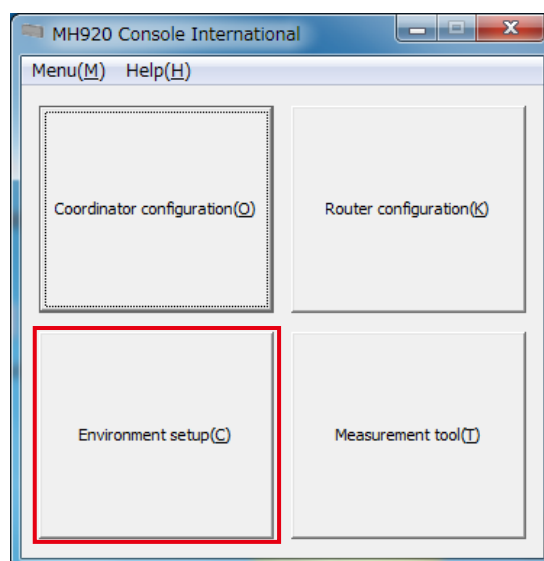 MH920 Console International
Menu(M) Help(H)
Coordinator configuration(O)
Router configuration(K)
Environment setup(C)
Measurement tool(T)